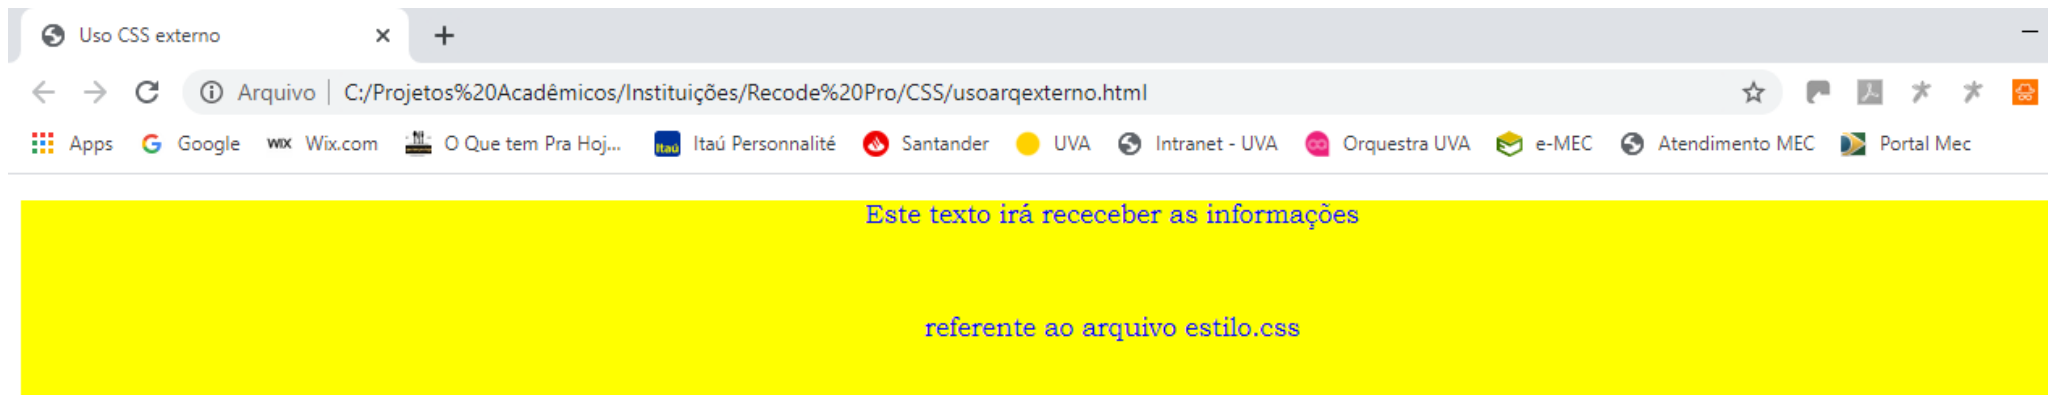 Uso CSS externo
Arquivo | C:/Projetos%20Acadêmicos/Instituições/Recode%20Pro/CSS/usoarqexterno.html
Apps Google WIX Wix.com O Que tem Pra Hoj... Itaú Itaú Personnalité Santander UVA Intranet - UVA Orquestra UVA e-MEC Atendimento MEC Portal Mec
Este texto irá receceber as informações
referente ao arquivo estilo.css